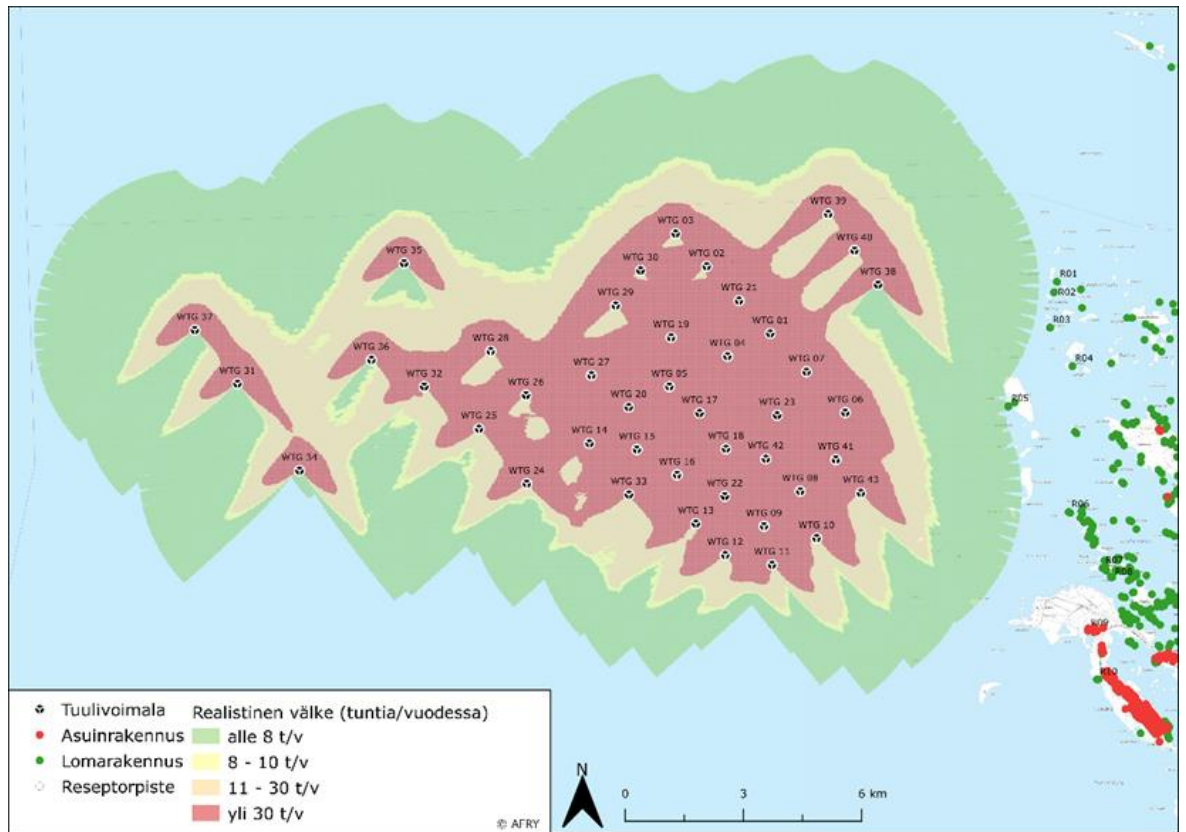 WTG 39
WTG 03
WTG 40
WTG 35
WTG 30
WTG 02
WTG 38
R01
WTG 21
R02
WTG 29
WTG 37
WTG 19
WTG 01
R03
WTG 28
WTG 04
WTG 36
R04
WTG 31
WTG 32
WTG 27
WTG 05
WTG 07
WTG 26
R05
WTG 20
WTG 17
WTG 23
WTG 06
WTG 25
WTG 14
WTG 15
WTG 18
WTG 42
WTG 41
WTG 34
WTG 24
WTG 16
WTG 33
WTG 22
WTG 08
WTG 43
R06
WTG 13
WTG 09
WTG 10
WTG 12
WTG 11
R07
R08
R09
R10
Tuulivoimala
Asuinrakennus
Lomarakennus
Reseptorpiste
Realistinen välke (tuntia/vuodessa)
alle 8 t/v
8 - 10 t/v
11 - 30 t/v
yli 30 t/v
© AFRY
N
0 3 6 km